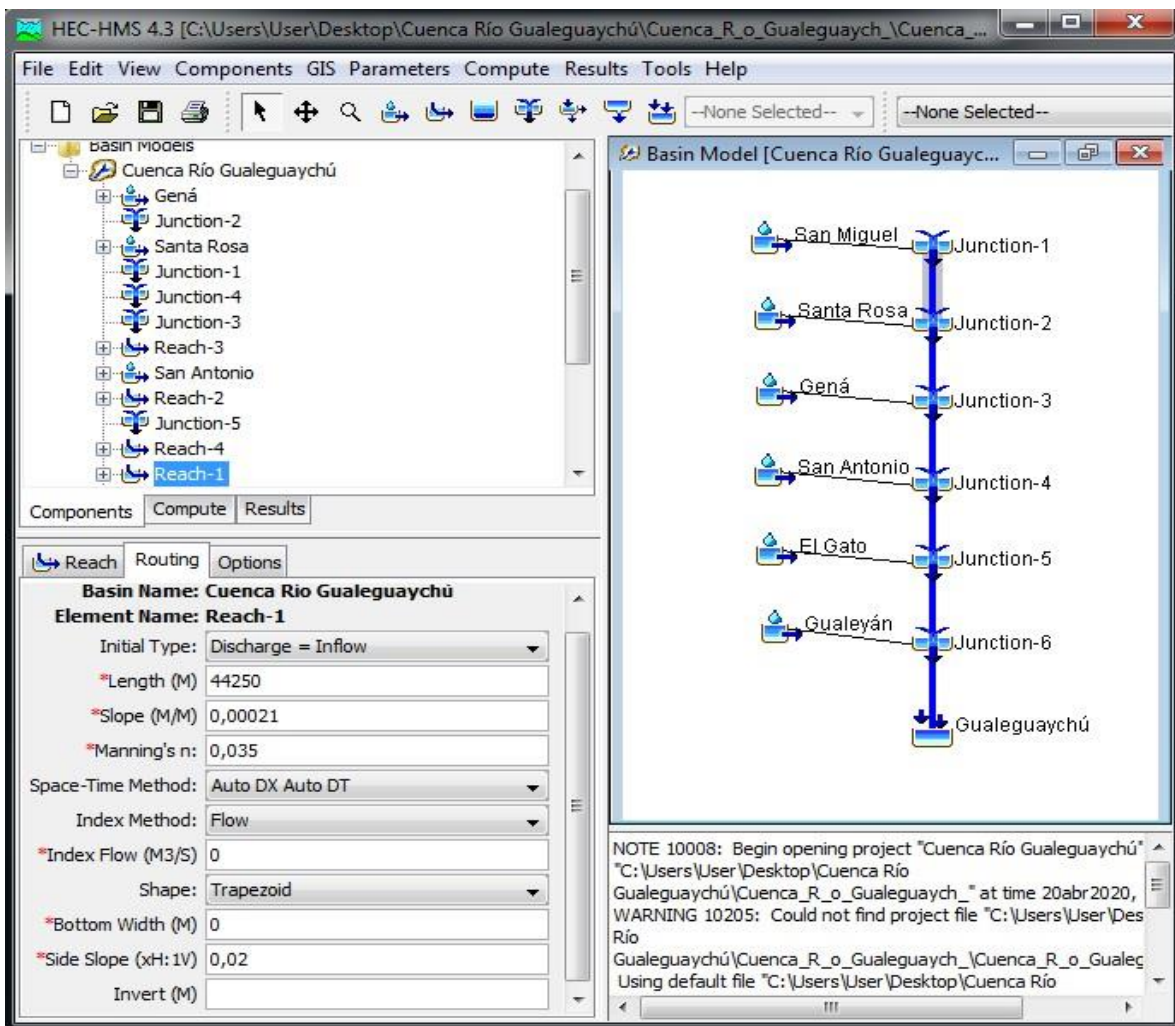 HEC-HMS 4.3 [C:\Users\User\Desktop\Cuenca Río Gualeguaychú\Cuenca_R_o_Gualeguaych_\Cuenca_...
File Edit View Components GIS Parameters Compute Results Tools Help
--None Selected-- --None Selected--
Basin Models
Cuenca Río Gualeguaychú
Gená
Junction-2
Santa Rosa
Junction-1
Junction-4
Junction-3
Reach-3
San Antonio
Reach-2
Junction-5
Reach-4
Reach-1
Components Compute Results
Reach Routing Options
Basin Name: Cuenca Río Gualeguaychú
Element Name: Reach-1
Initial Type: Discharge = Inflow
*Length (M) 44250
*Slope (M/M) 0,00021
*Manning's n: 0,035
Space-Time Method: Auto DX Auto DT
Index Method: Flow
*Index Flow (M3/S) 0
Shape: Trapezoid
*Bottom Width (M) 0
*Side Slope (xH:1V) 0,02
Invert (M)
Basin Model [Cuenca Río Gualeguayc...
San Miguel Junction-1
Santa Rosa Junction-2
Gená Junction-3
San Antonio Junction-4
El Gato Junction-5
Gualeyán Junction-6
Gualeguaychú
NOTE 10008: Begin opening project "Cuenca Río Gualeguaychú"
"C:\Users\User\Desktop\Cuenca Río
Gualeguaychú\Cuenca_R_o_Gualeguaych_" at time 20abr2020,
WARNING 10205: Could not find project file "C:\Users\User\Des
Río
Gualeguaychú\Cuenca_R_o_Gualeguaych_\Cuenca_R_o_Gualeg
Using default file "C:\Users\User\Desktop\Cuenca Río